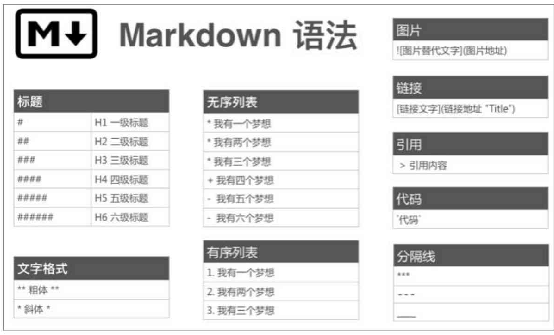 M↓ Markdown 语法
标题
# H1 一级标题
## H2 二级标题
### H3 三级标题
#### H4 四级标题
##### H5 五级标题
###### H6 六级标题
文字格式
** 粗体 **
* 斜体 *
无序列表
* 我有一个梦想
* 我有两个梦想
* 我有三个梦想
+ 我有四个梦想
- 我有五个梦想
- 我有六个梦想
有序列表
1. 我有一个梦想
2. 我有两个梦想
3. 我有三个梦想
图片
![图片替代文字](图片地址)
链接
[链接文字](链接地址 "Title")
引用
> 引用内容
代码
`代码`
分隔线
***
---
___